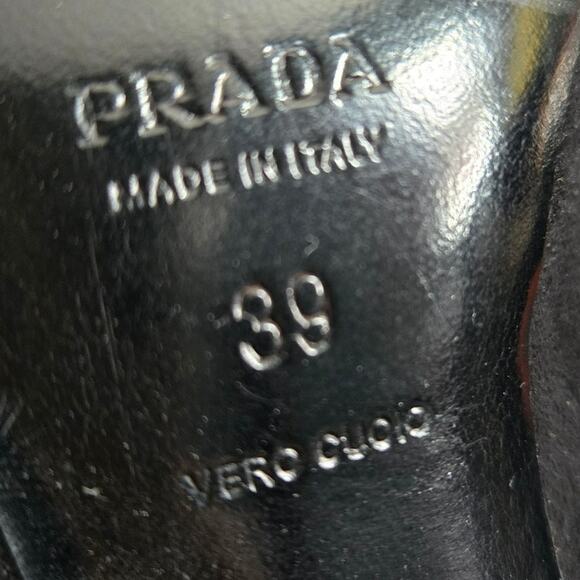 PRADA
MADE IN ITALY
39
VERO CUOIO